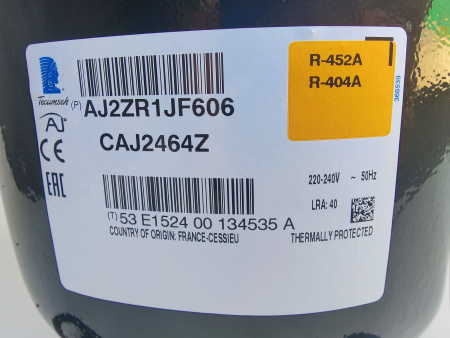 R-452A
R-404A
366539
Tecumseh
(P) AJ2ZR1JF606
AJ
CAJ2464Z
CE
EAC
220-240V ~ 50Hz
LRA: 40
(T) 53 E1524 00 134535 A
COUNTRY OF ORIGIN: FRANCE-CESSIEU
THERMALLY PROTECTED